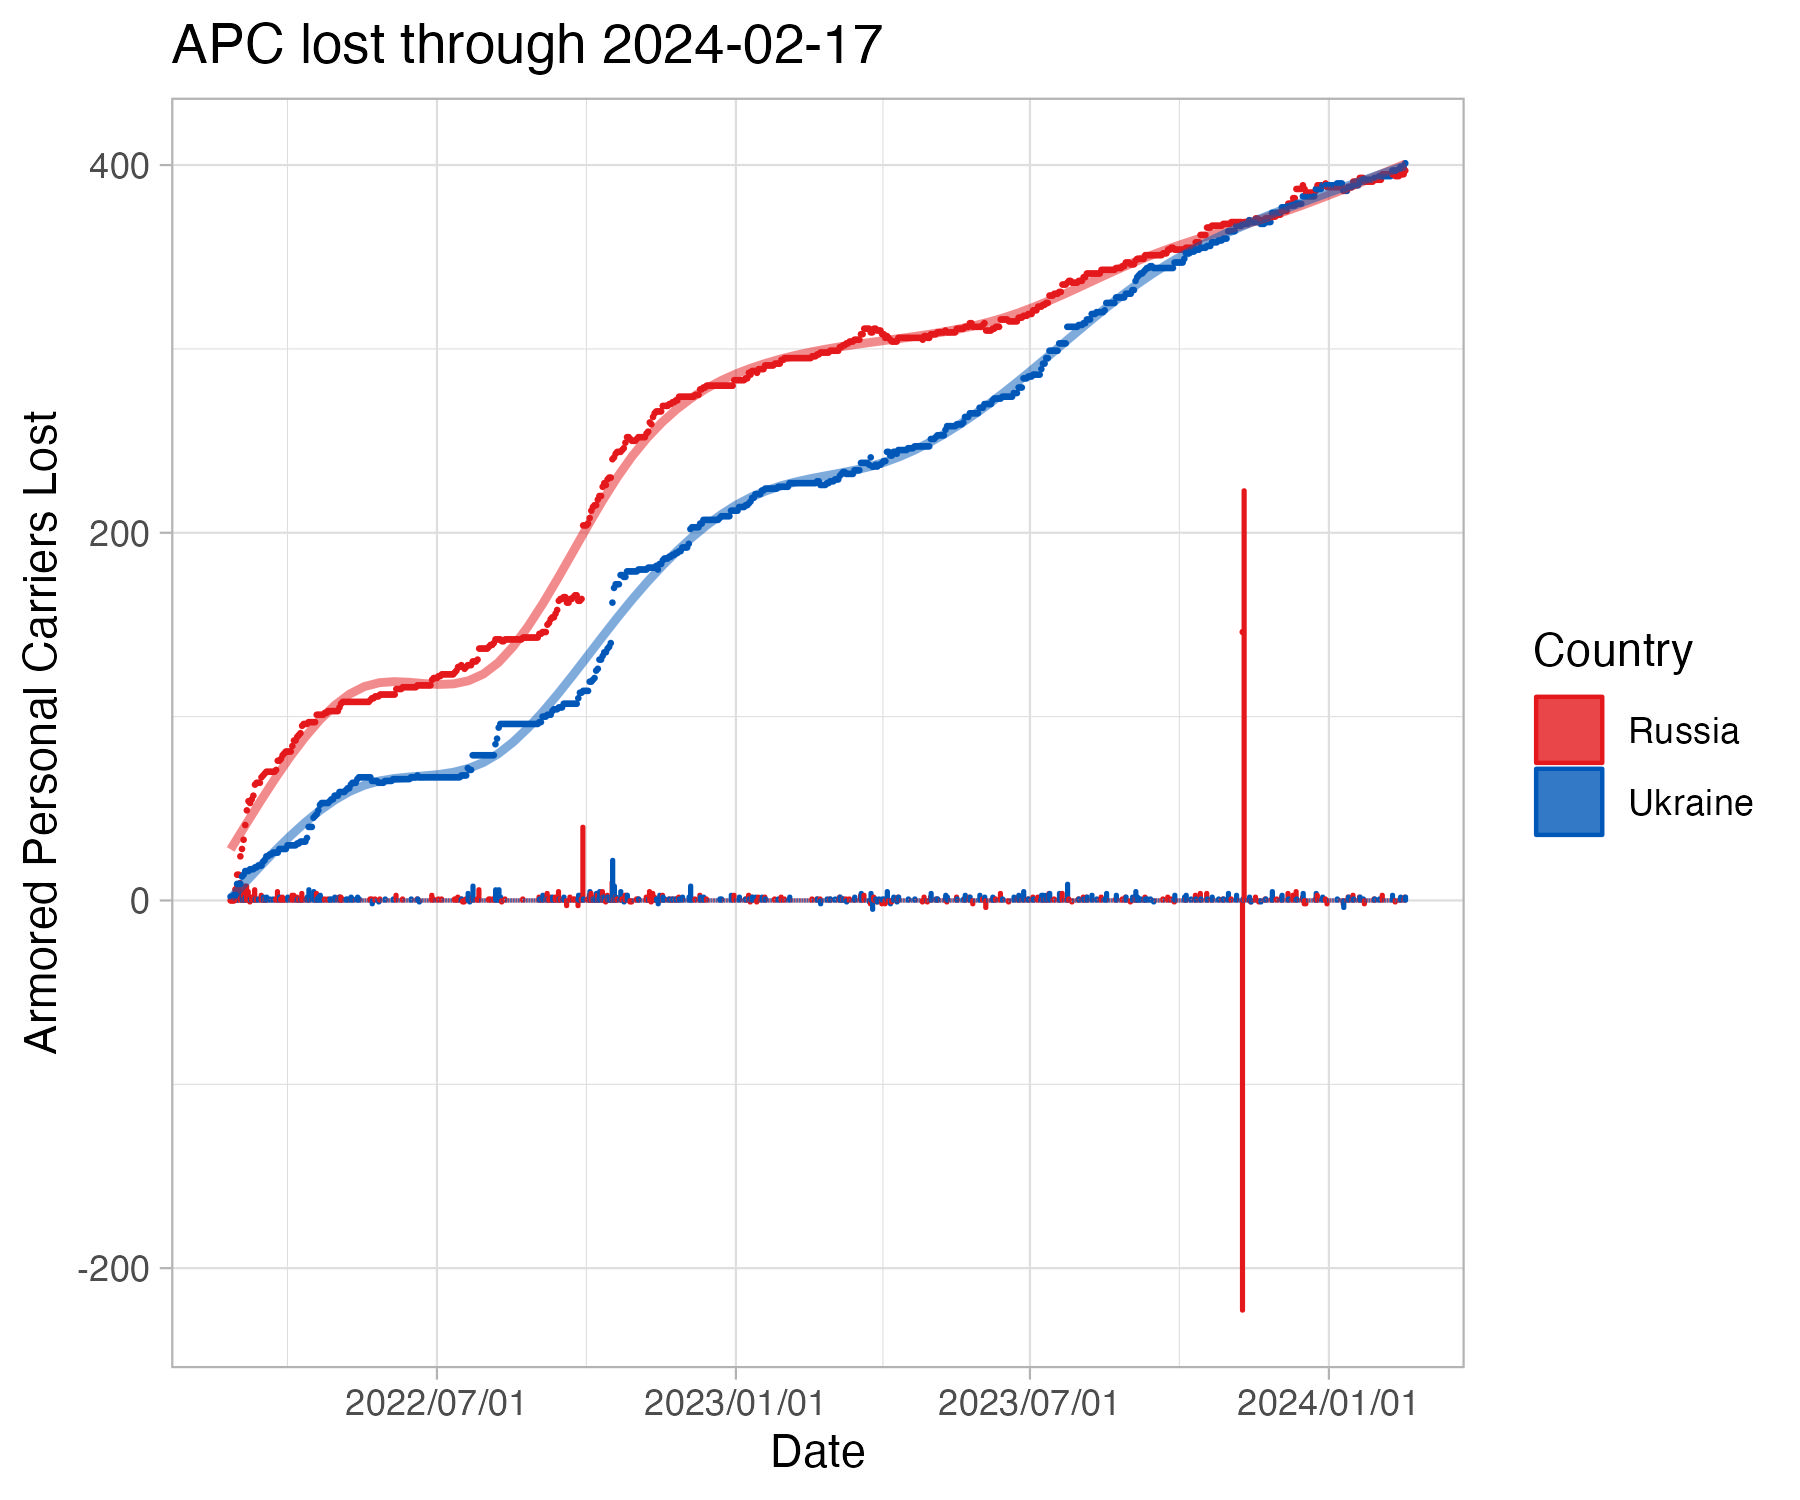 APC lost through 2024-02-17
Armored Personal Carriers Lost
400
200
0
-200
2022/07/01
2023/01/01
2023/07/01
2024/01/01
Date
Country
Russia
Ukraine